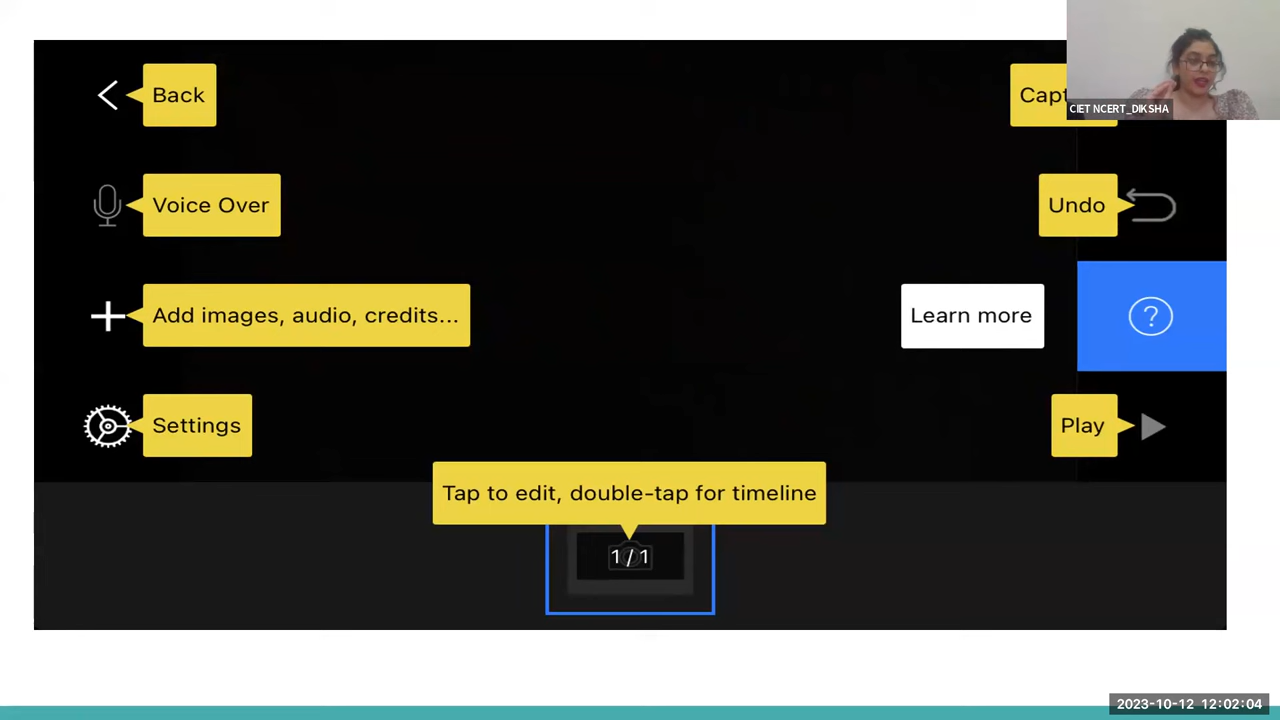 Back
Capt
CIET NCERT_DIKSHA
Voice Over
Undo
Add images, audio, credits...
Learn more
?
Settings
Play
Tap to edit, double-tap for timeline
1/1
2023-10-12 12:02:04